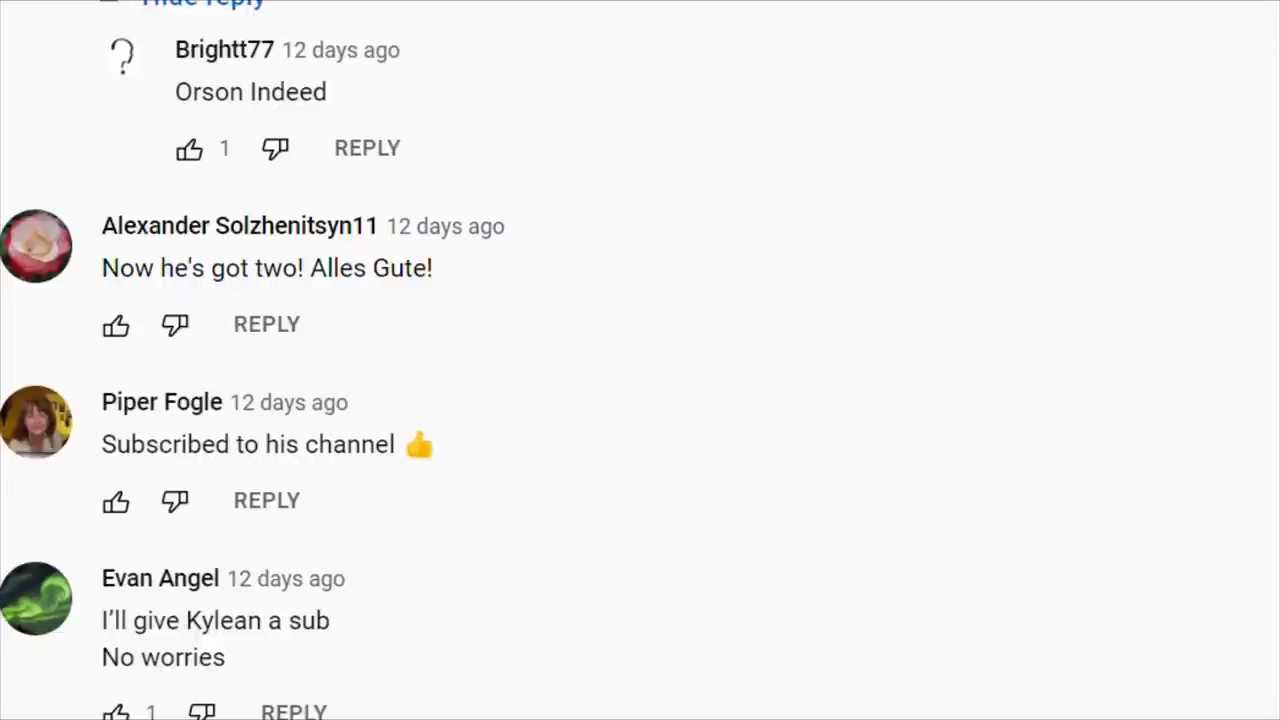 Hide reply
Brightt77 12 days ago
Orson Indeed
1 REPLY
Alexander Solzhenitsyn11 12 days ago
Now he's got two! Alles Gute!
REPLY
Piper Fogle 12 days ago
Subscribed to his channel 👍
REPLY
Evan Angel 12 days ago
I’ll give Kylean a sub
No worries
1 REPLY